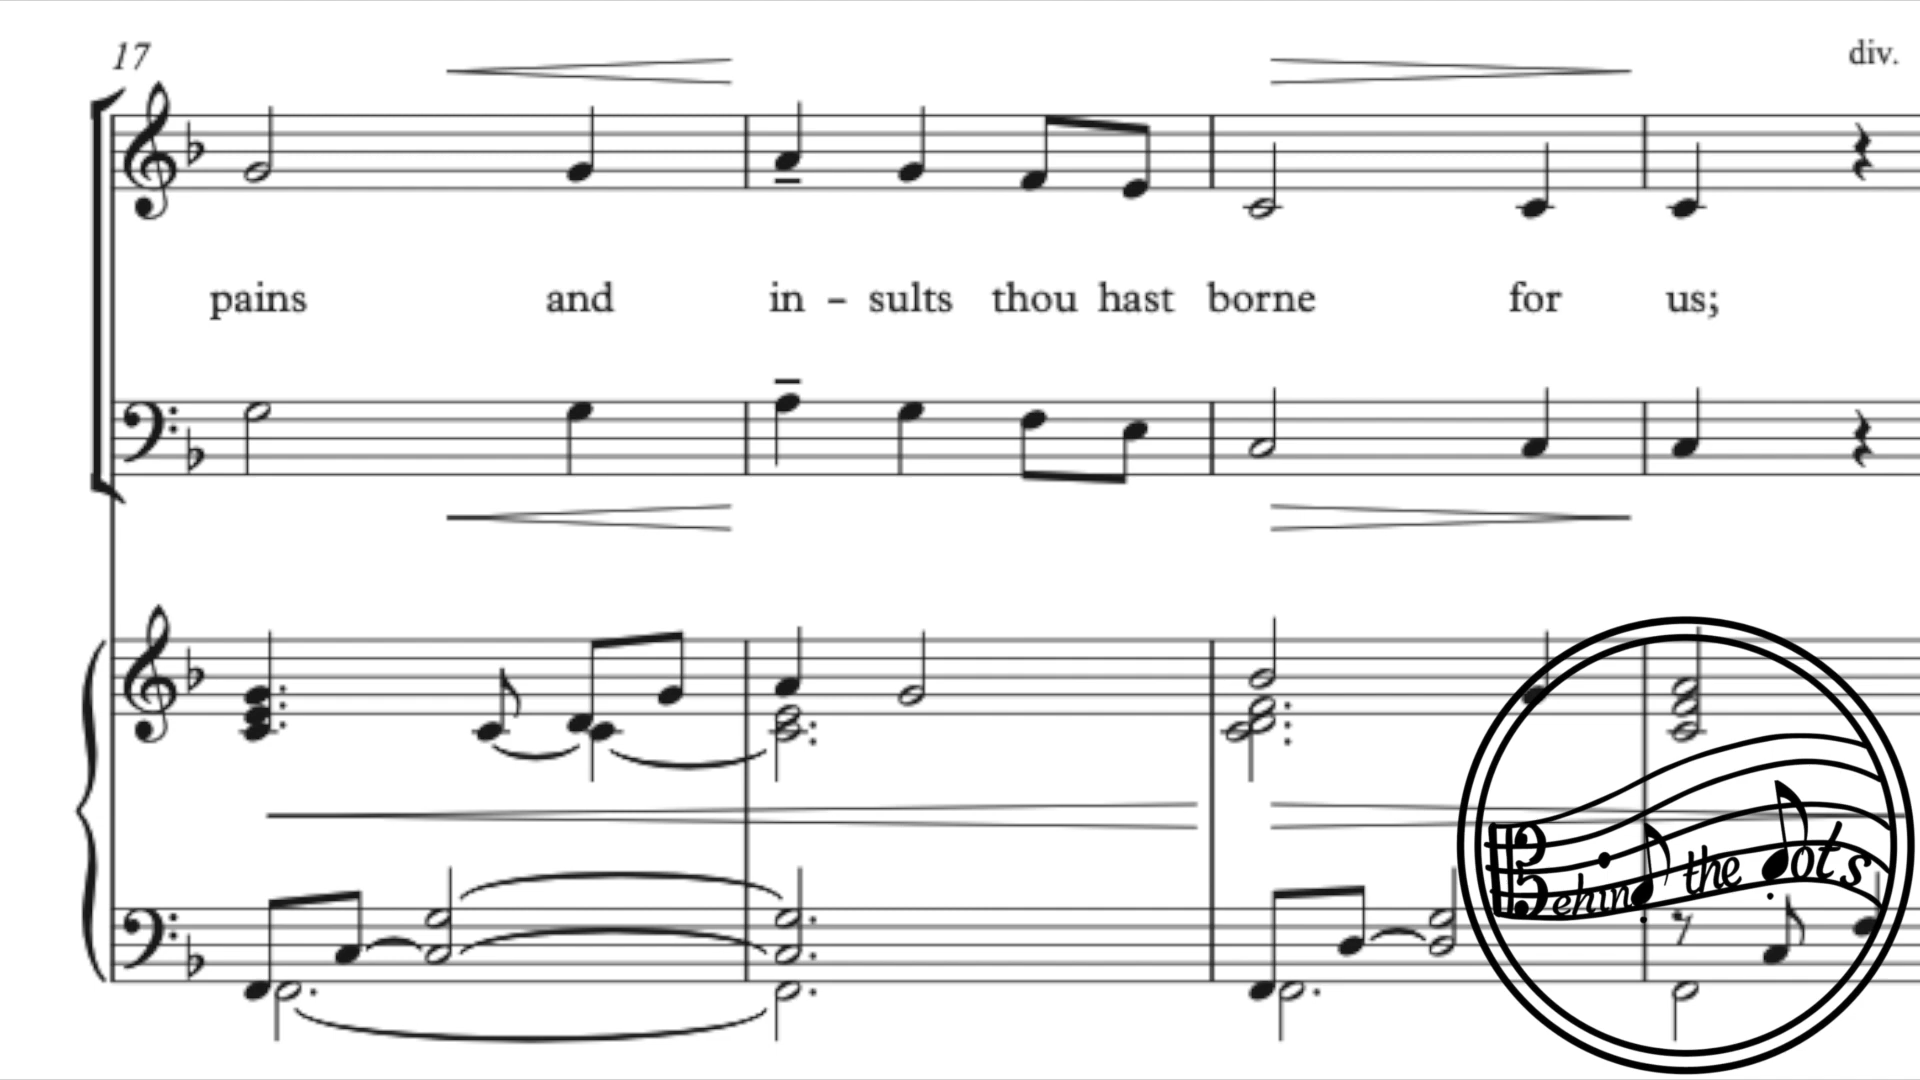 17
div.
pains and in - sults thou hast borne for us;
Behind the Dots